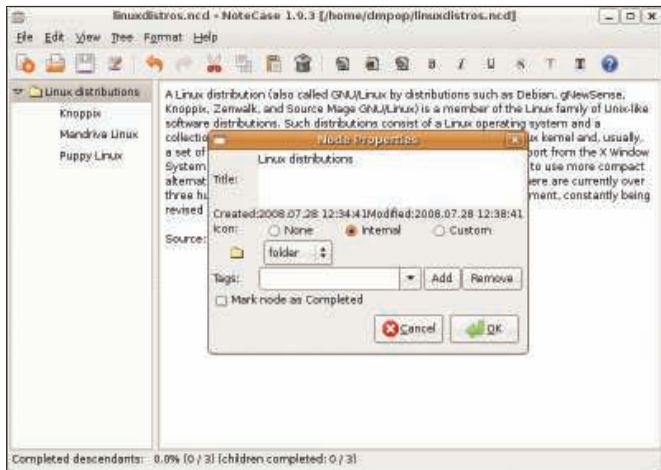 linuxdistros.ncd - NoteCase 1.9.3 [/home/dmpop/linuxdistros.ncd]
File Edit View Tree Format Help
Linux distributions
Knoppix
Mandriva Linux
Puppy Linux
A Linux distribution (also called GNU/Linux by distributions such as Debian, gNewSense,
Knoppix, Zenwalk, and Source Mage GNU/Linux) is a member of the Linux family of Unix-like
software distributions. Such distributions consist of a Linux operating system and a
collectio ux kernel and, usually,
a set of port from the X Window
System to use more compact
alternat ere are currently over
three hu ment, constantly being
revised
Source:
Node Properties
Linux distributions
Title:
Created:2008.07.28 12:34:41Modified:2008.07.28 12:38:41
Icon: None Internal Custom
folder
Tags: Add Remove
Mark node as Completed
Cancel OK
Completed descendants: 0.0% (0 / 3) (children completed: 0 / 3)